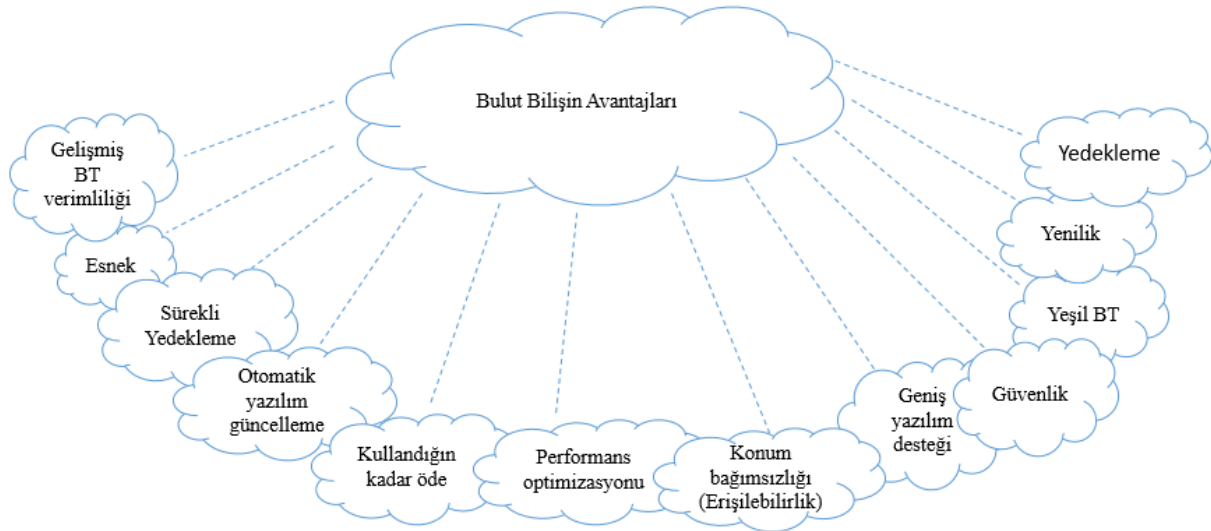 Bulut Bilişin Avantajları
Gelişmiş
BT
verimliliği
Esnek
Sürekli
Yedekleme
Otomatik
yazılım
güncelleme
Kullandığın
kadar öde
Performans
optimizasyonu
Konum
bağımsızlığı
(Erişilebilirlik)
Geniş
yazılım
desteği
Güvenlik
Yeşil BT
Yenilik
Yedekleme